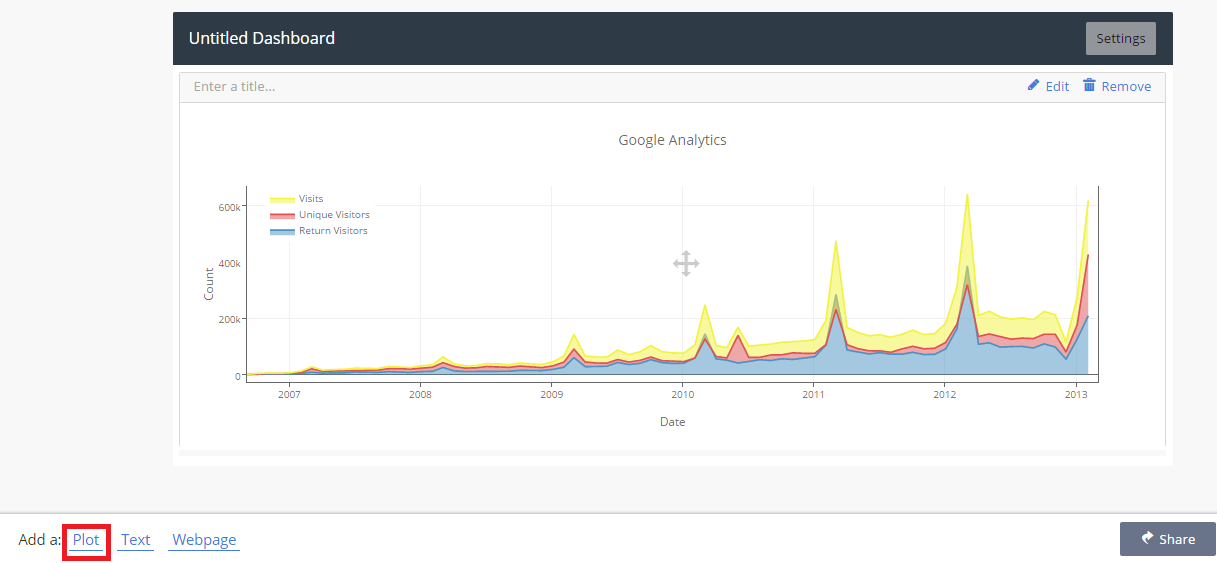 Untitled Dashboard
Settings
Enter a title...
Edit
Remove
Google Analytics
Visits
Unique Visitors
Return Visitors
600k
400k
200k
0
Count
2007
2008
2009
2010
2011
2012
2013
Date
Add a: Plot Text Webpage
Share